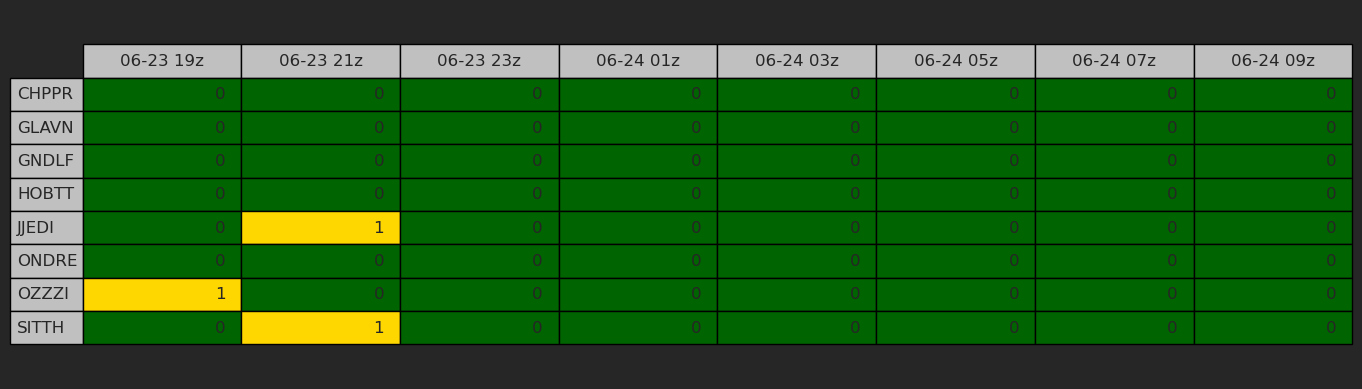 06-23 19z 06-23 21z 06-23 23z 06-24 01z 06-24 03z 06-24 05z 06-24 07z 06-24 09z
CHPPR 0 0 0 0 0 0 0 0
GLAVN 0 0 0 0 0 0 0 0
GNDLF 0 0 0 0 0 0 0 0
HOBTT 0 0 0 0 0 0 0 0
JJEDI 0 1 0 0 0 0 0 0
ONDRE 0 0 0 0 0 0 0 0
OZZZI 1 0 0 0 0 0 0 0
SITTH 0 1 0 0 0 0 0 0